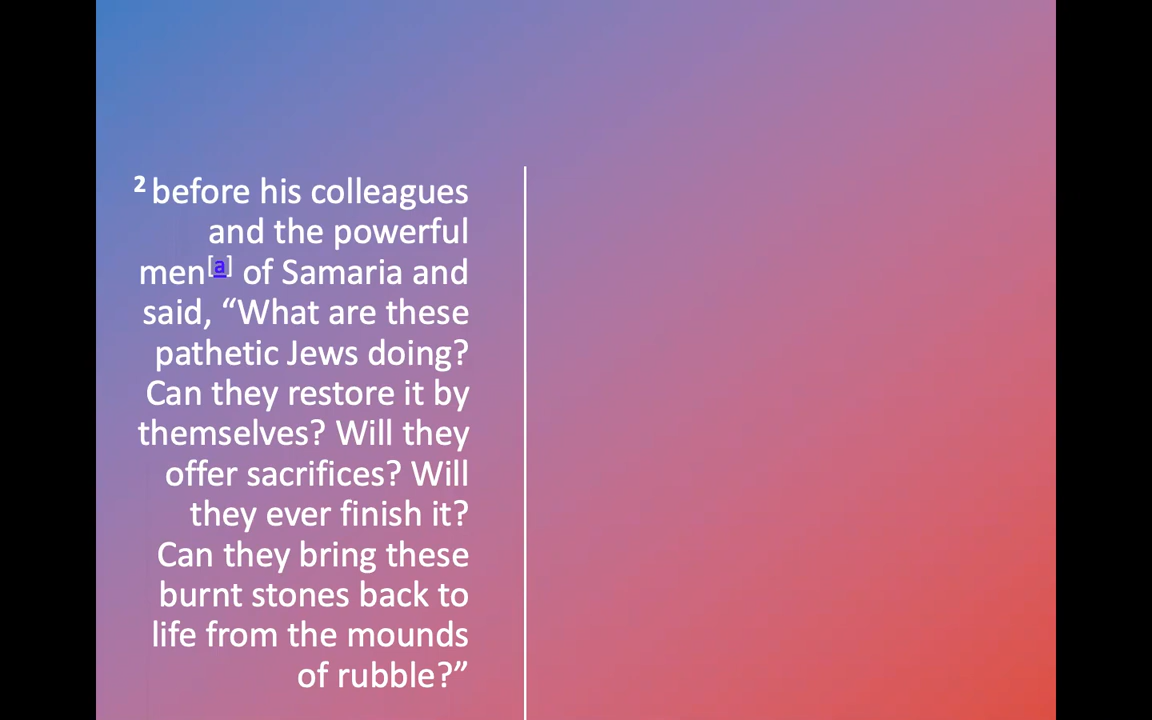 2 before his colleagues
and the powerful
men[a] of Samaria and
said, “What are these
pathetic Jews doing?
Can they restore it by
themselves? Will they
offer sacrifices? Will
they ever finish it?
Can they bring these
burnt stones back to
life from the mounds
of rubble?”